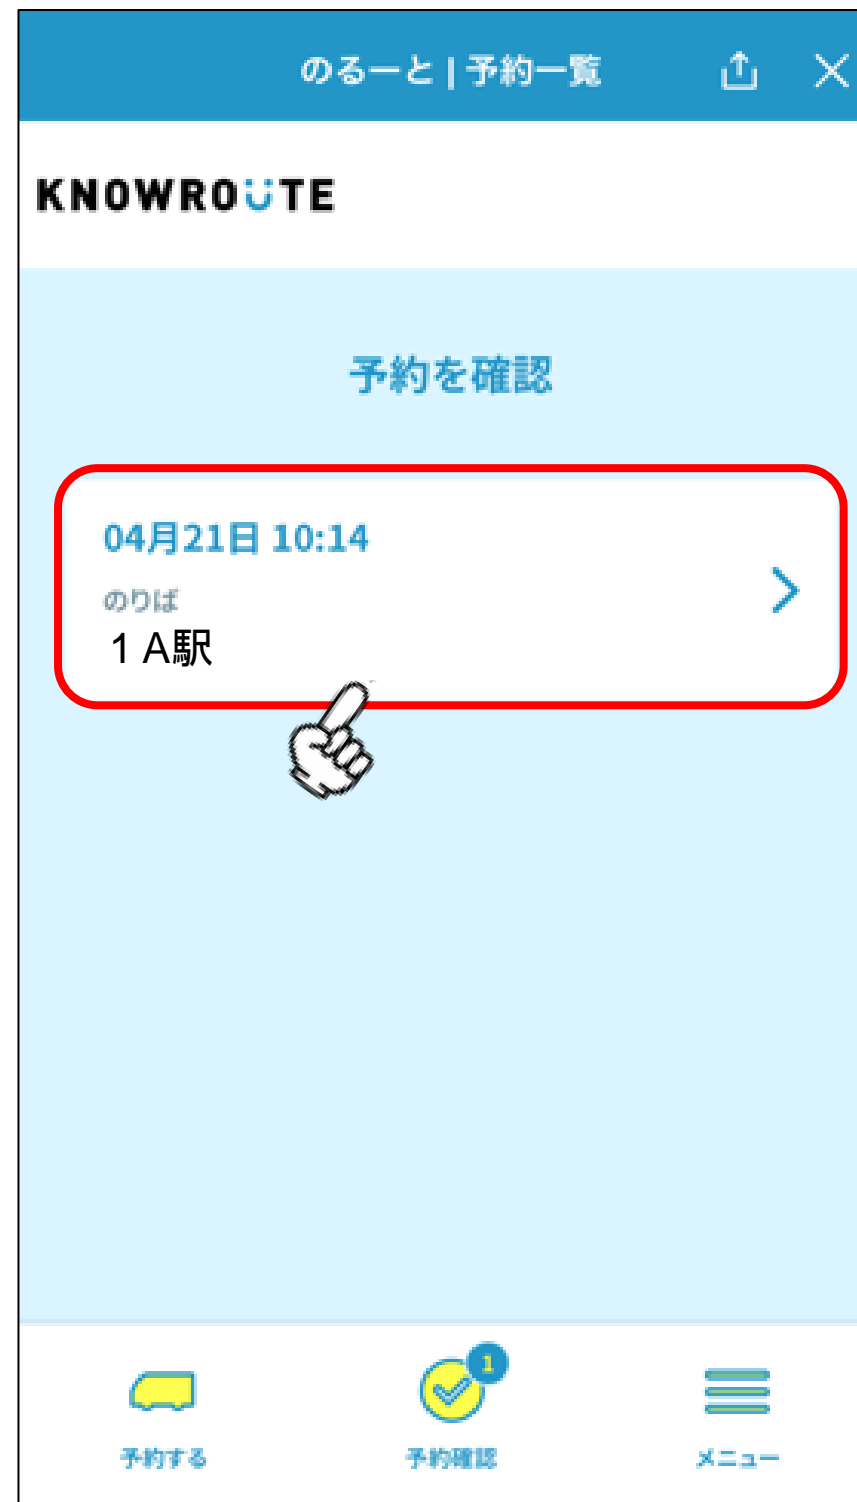 のるーと | 予約一覧
KNOWROUTE
予約を確認
04月21日 10:14
のりば
１A駅
1
予約する
予約確認
メニュー